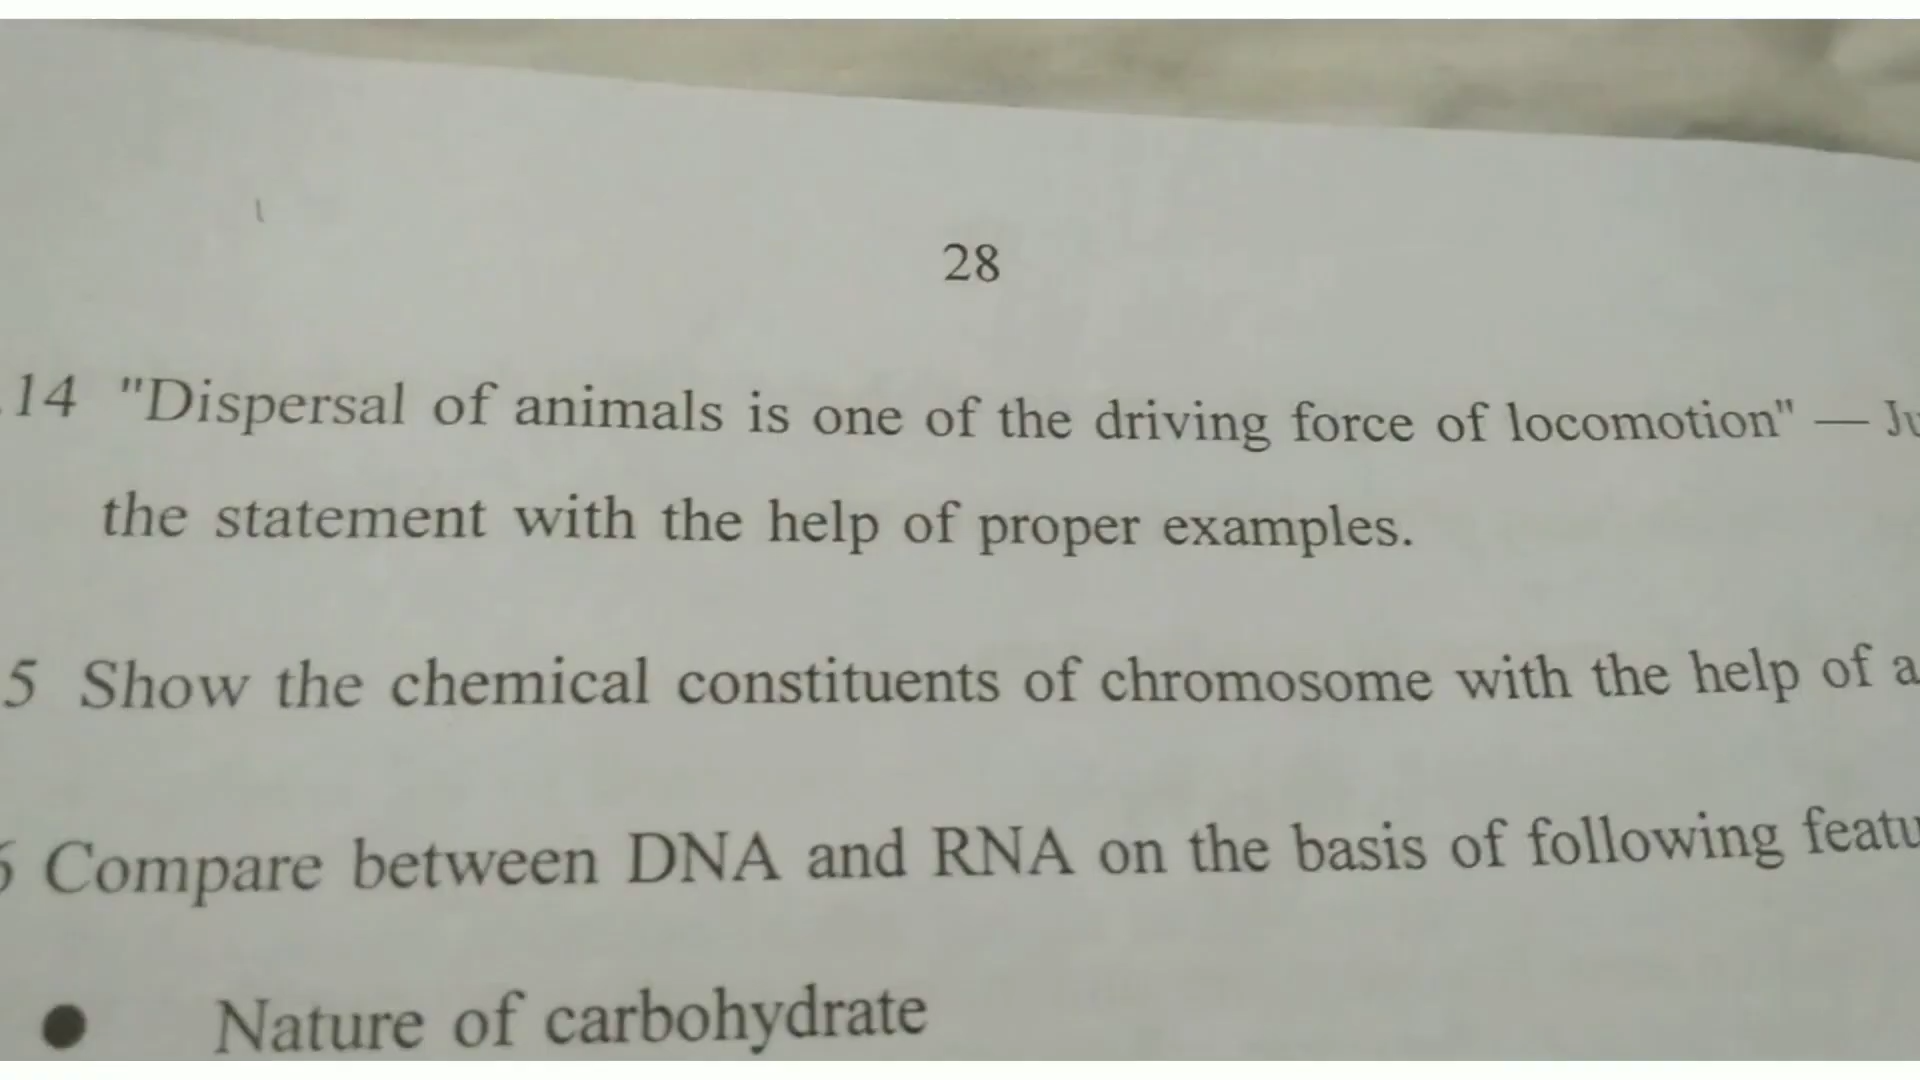 28
14 "Dispersal of animals is one of the driving force of locomotion" —
the statement with the help of proper examples.
5 Show the chemical constituents of chromosome with the help of a
Compare between DNA and RNA on the basis of following
● Nature of carbohydrate